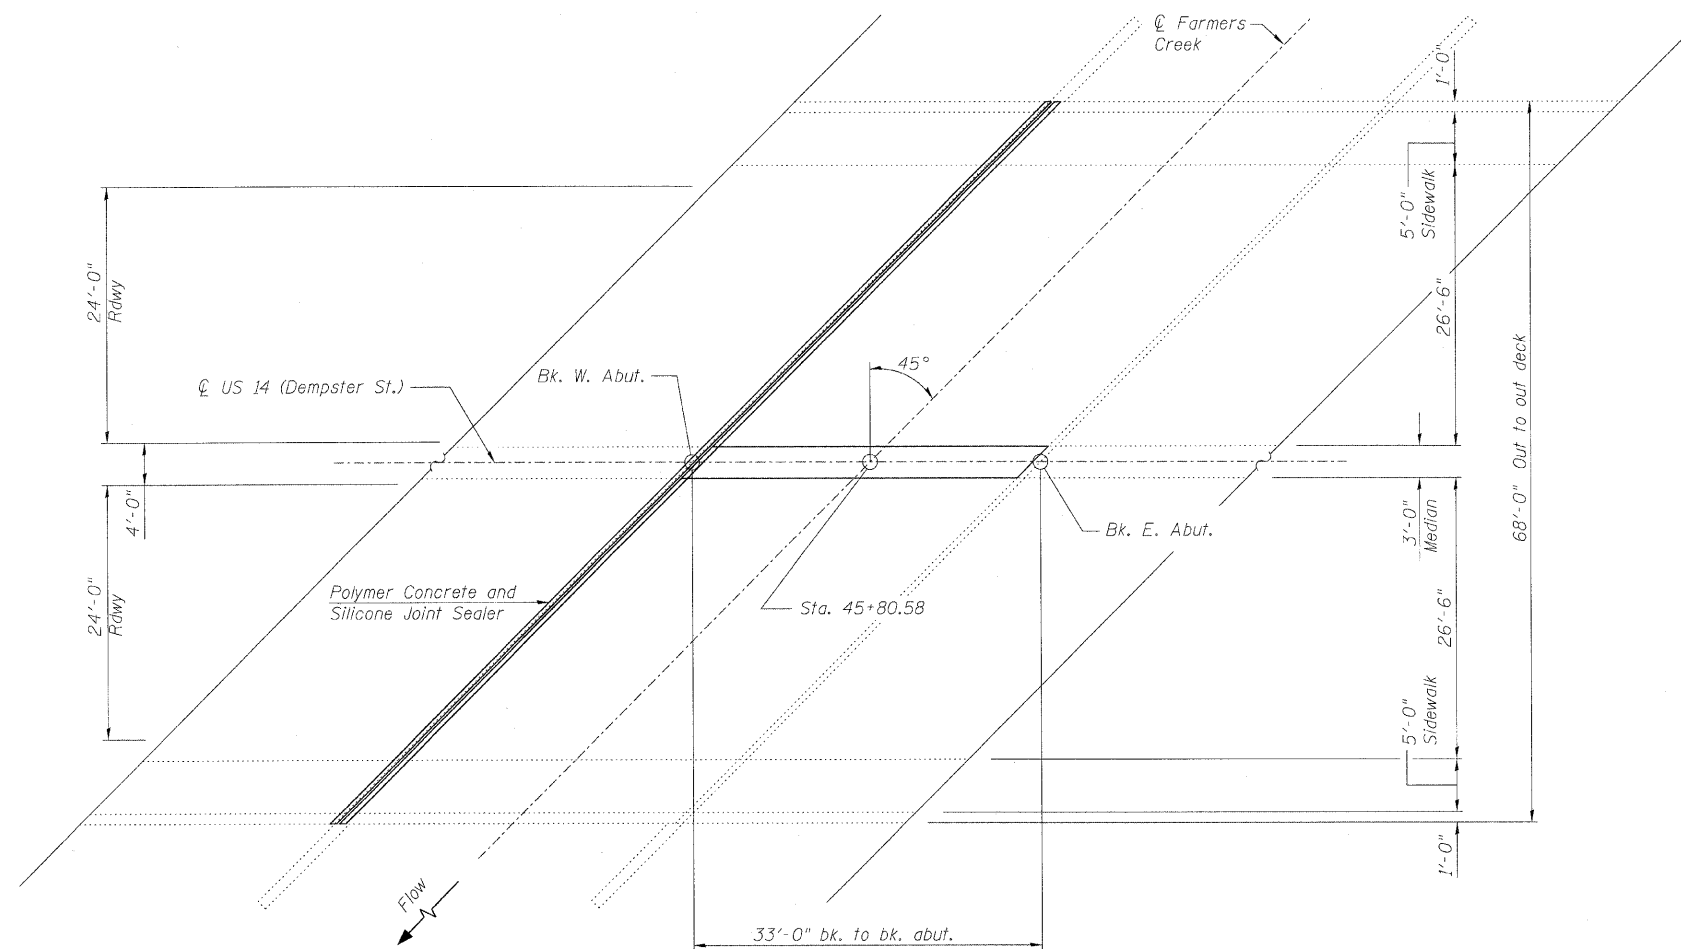 ℄ Farmers
Creek
1'-0"
5'-0"
Sidewalk
24'-0"
Rdwy
26'-6"
68'-0" Out to out deck
45°
Bk. W. Abut.
℄ US 14 (Dempster St.)
4'-0"
3'-0"
Median
Bk. E. Abut.
Polymer Concrete and
Silicone Joint Sealer
Sta. 45+80.58
24'-0"
Rdwy
26'-6"
5'-0"
Sidewalk
1'-0"
Flow
33'-0" bk. to bk. abut.